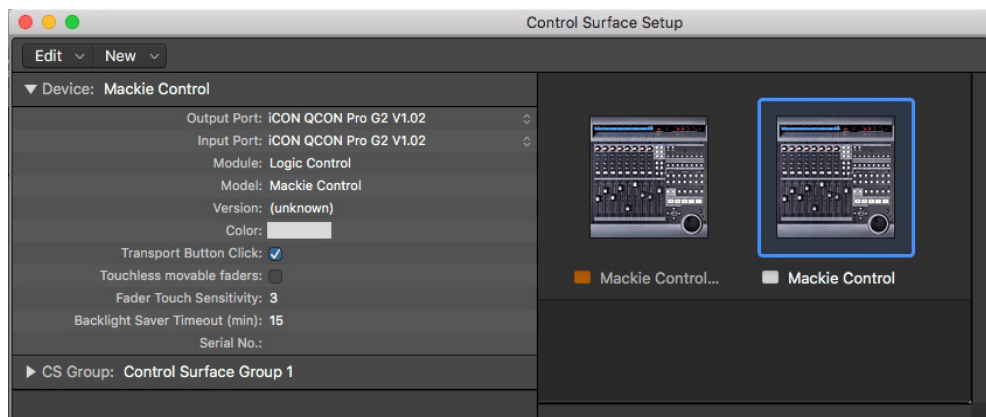 Control Surface Setup
Edit New
Device: Mackie Control
Output Port: iCON QCON Pro G2 V1.02
Input Port: iCON QCON Pro G2 V1.02
Module: Logic Control
Model: Mackie Control
Version: (unknown)
Color:
Transport Button Click:
Touchless movable faders:
Fader Touch Sensitivity: 3
Backlight Saver Timeout (min): 15
Serial No.:
CS Group: Control Surface Group 1
Mackie Control... Mackie Control